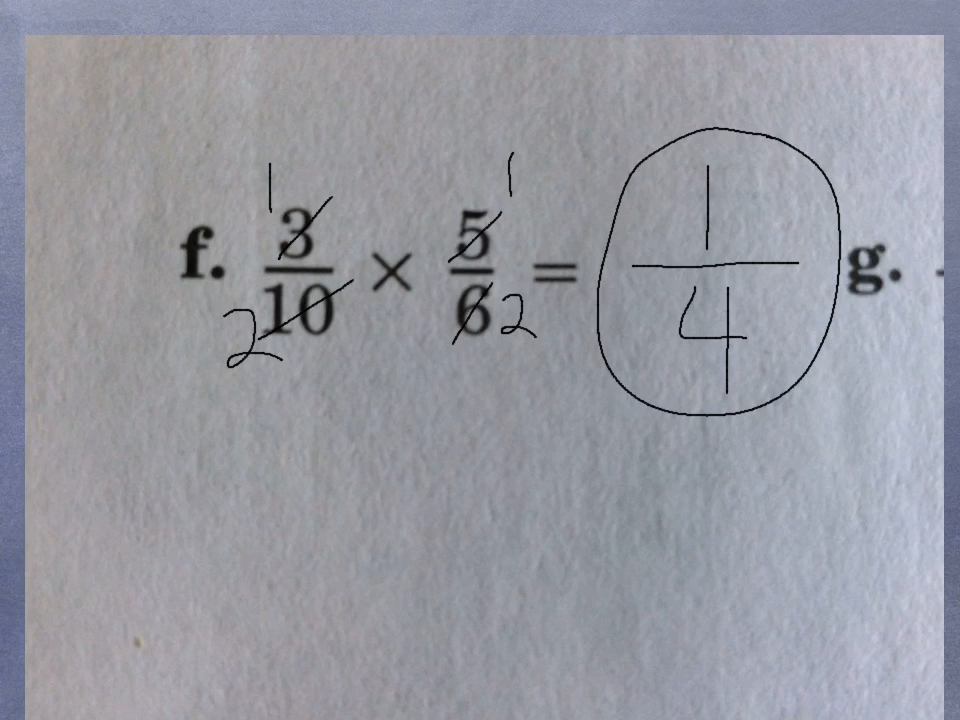 1 1
f. 3/10 × 5/6 = 1/4 g.
2 2